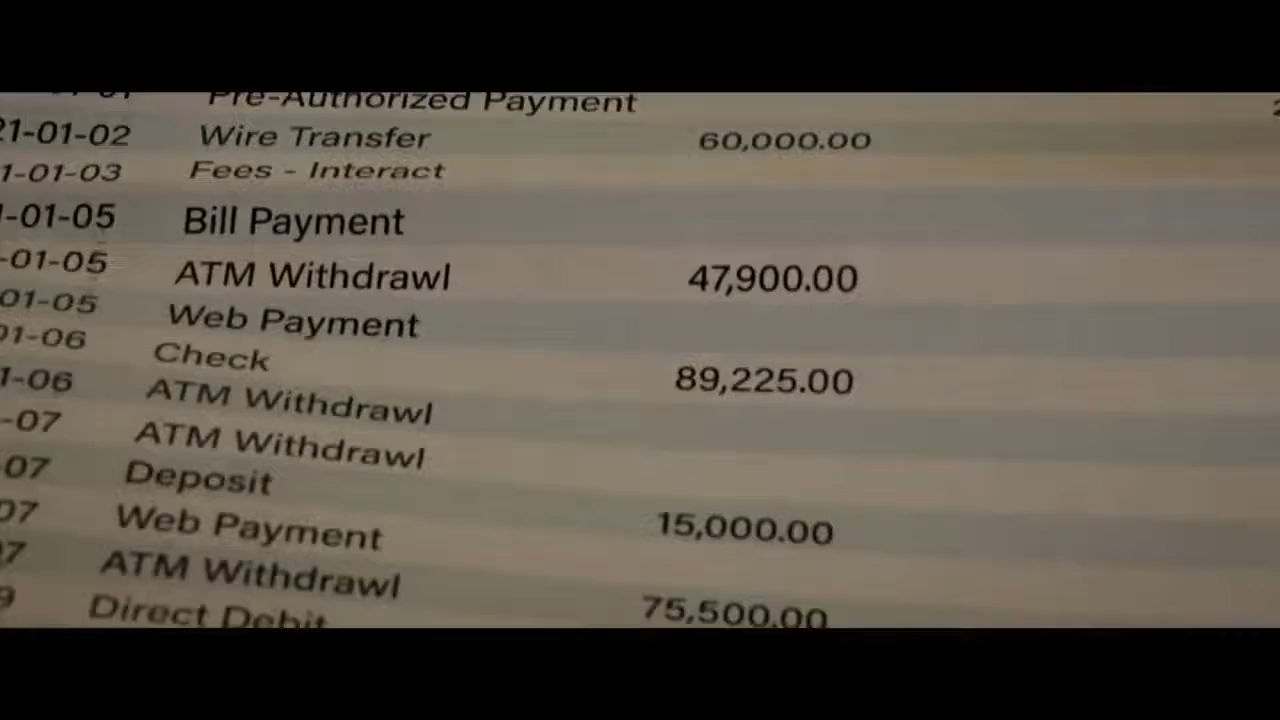 Pre-Authorized Payment
21-01-02 Wire Transfer 60,000.00
1-01-03 Fees - Interact
-01-05 Bill Payment
-01-05 ATM Withdrawl 47,900.00
01-05 Web Payment
01-06 Check 89,225.00
1-06 ATM Withdrawl
-07 ATM Withdrawl
07 Deposit
07 Web Payment 15,000.00
7 ATM Withdrawl
9 Direct Debit 75,500.00